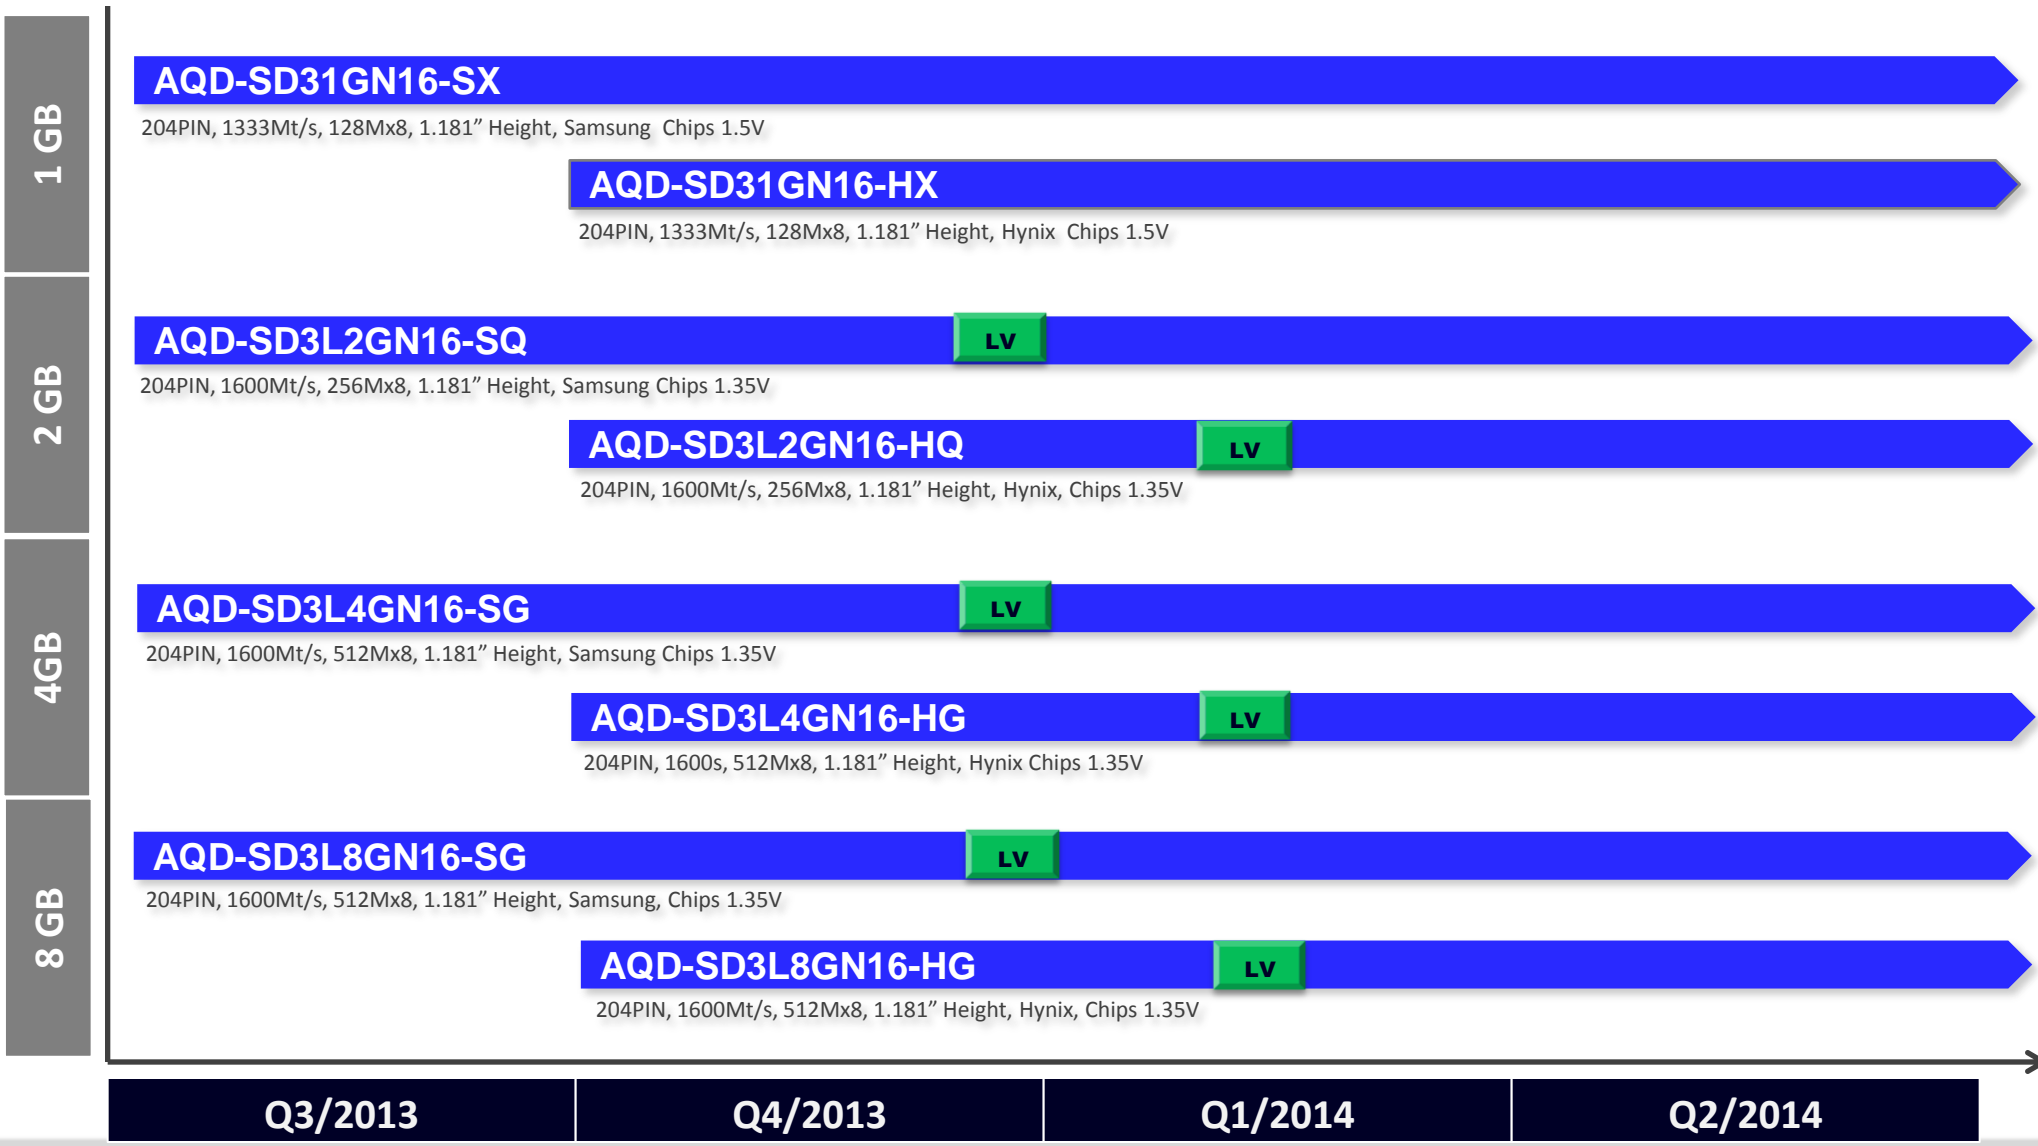 1 GB
AQD-SD31GN16-SX
204PIN, 1333Mt/s, 128Mx8, 1.181” Height, Samsung  Chips 1.5V
AQD-SD31GN16-HX
204PIN, 1333Mt/s, 128Mx8, 1.181” Height, Hynix  Chips 1.5V
2 GB
AQD-SD3L2GN16-SQ LV
204PIN, 1600Mt/s, 256Mx8, 1.181” Height, Samsung Chips 1.35V
AQD-SD3L2GN16-HQ LV
204PIN, 1600Mt/s, 256Mx8, 1.181” Height, Hynix, Chips 1.35V
4GB
AQD-SD3L4GN16-SG LV
204PIN, 1600Mt/s, 512Mx8, 1.181” Height, Samsung Chips 1.35V
AQD-SD3L4GN16-HG LV
204PIN, 1600s, 512Mx8, 1.181” Height, Hynix Chips 1.35V
8 GB
AQD-SD3L8GN16-SG LV
204PIN, 1600Mt/s, 512Mx8, 1.181” Height, Samsung, Chips 1.35V
AQD-SD3L8GN16-HG LV
204PIN, 1600Mt/s, 512Mx8, 1.181” Height, Hynix, Chips 1.35V
Q3/2013 Q4/2013 Q1/2014 Q2/2014